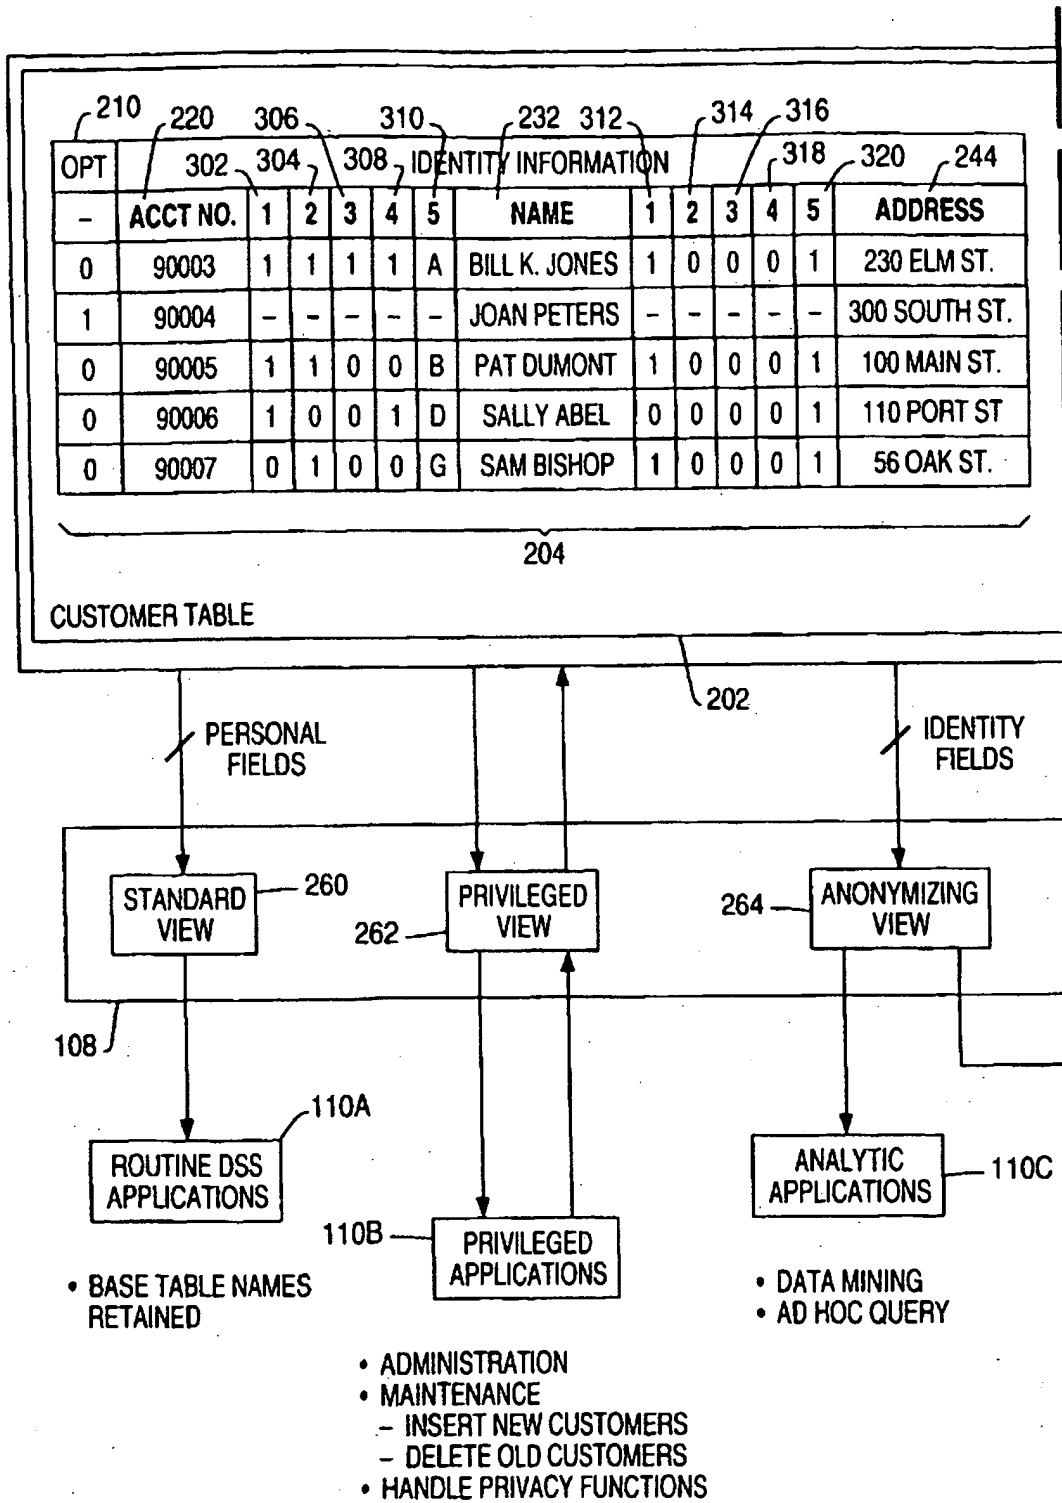 210 220 306 310 232 312 314 316
OPT 302 304 308 IDENTITY INFORMATION 318 320 244
- ACCT NO. 1 2 3 4 5 NAME 1 2 3 4 5 ADDRESS
0 90003 1 1 1 1 A BILL K. JONES 1 0 0 0 1 230 ELM ST.
1 90004 - - - - - JOAN PETERS - - - - - 300 SOUTH ST.
0 90005 1 1 0 0 B PAT DUMONT 1 0 0 0 1 100 MAIN ST.
0 90006 1 0 0 1 D SALLY ABEL 0 0 0 0 1 110 PORT ST
0 90007 0 1 0 0 G SAM BISHOP 1 0 0 0 1 56 OAK ST.
204
CUSTOMER TABLE
202
PERSONAL
FIELDS
IDENTITY
FIELDS
STANDARD
VIEW
260
262
PRIVILEGED
VIEW
264
ANONYMIZING
VIEW
108
110A
ROUTINE DSS
APPLICATIONS
110B
PRIVILEGED
APPLICATIONS
ANALYTIC
APPLICATIONS
110C
• BASE TABLE NAMES
RETAINED
• DATA MINING
• AD HOC QUERY
• ADMINISTRATION
• MAINTENANCE
– INSERT NEW CUSTOMERS
– DELETE OLD CUSTOMERS
• HANDLE PRIVACY FUNCTIONS